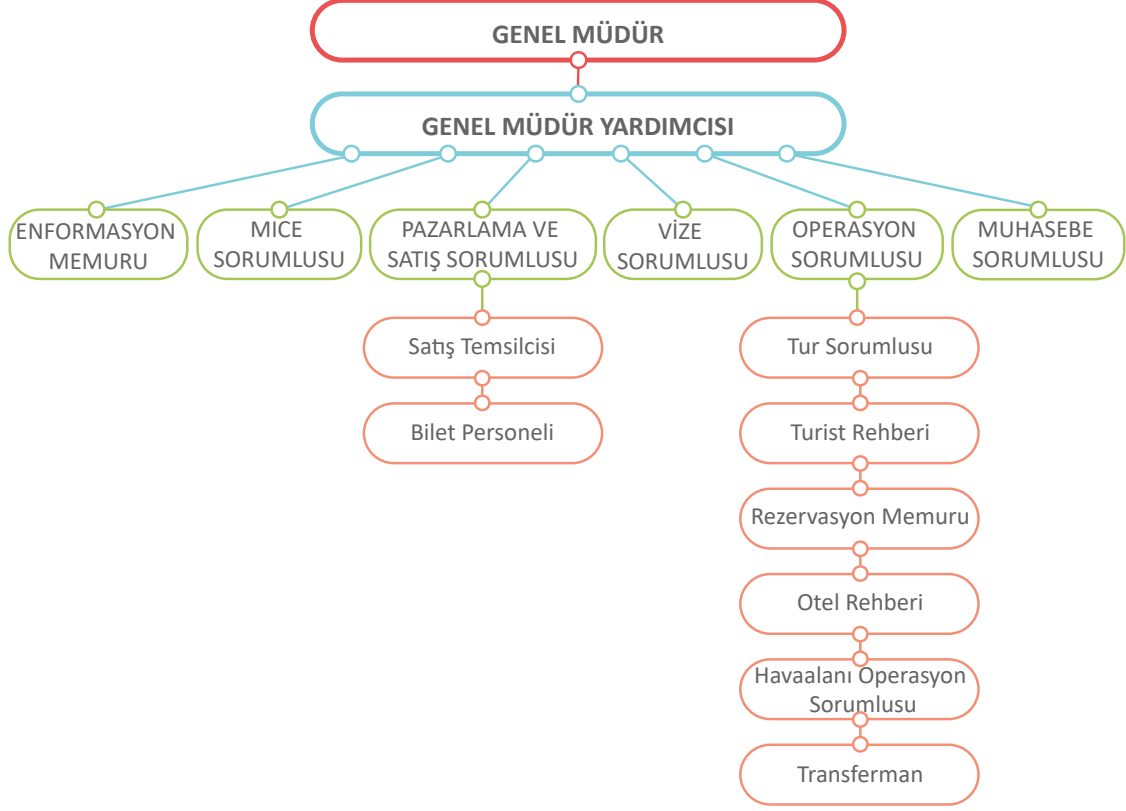 GENEL MÜDÜR
GENEL MÜDÜR YARDIMCISI
ENFORMASYON
MEMURU
MICE
SORUMLUSU
PAZARLAMA VE
SATIŞ SORUMLUSU
VİZE
SORUMLUSU
OPERASYON
SORUMLUSU
MUHASEBE
SORUMLUSU
Satış Temsilcisi
Bilet Personeli
Tur Sorumlusu
Turist Rehberi
Rezervasyon Memuru
Otel Rehberi
Havaalanı Operasyon
Sorumlusu
Transferman